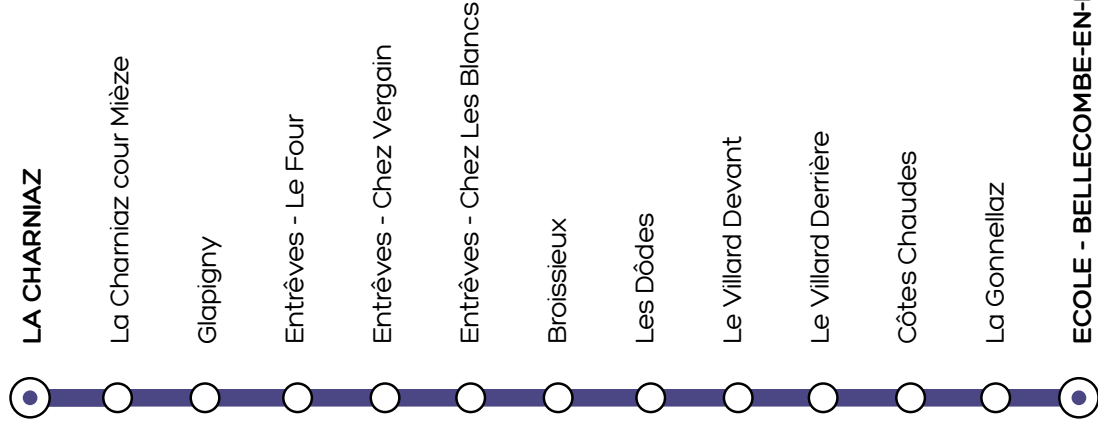 LA CHARNIAZ
La Charniaz cour Mièze
Glapigny
Entrêves - Le Four
Entrêves - Chez Vergain
Entrêves - Chez Les Blancs
Broissieux
Les Dôdes
Le Villard Devant
Le Villard Derrière
Côtes Chaudes
La Gonnellaz
ECOLE - BELLECOMBE-EN-